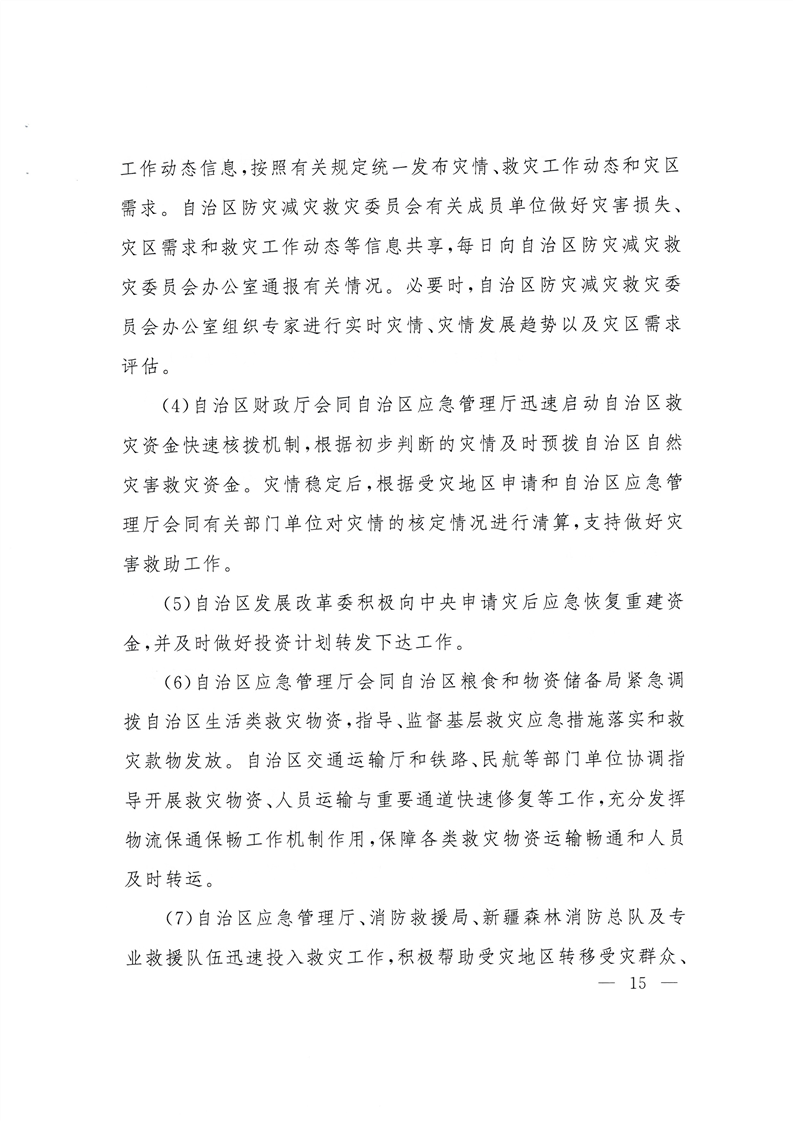 工作动态信息,按照有关规定统一发布灾情、救灾工作动态和灾区
需求。自治区防灾减灾救灾委员会有关成员单位做好灾害损失、
灾区需求和救灾工作动态等信息共享,每日向自治区防灾减灾救
灾委员会办公室通报有关情况。必要时,自治区防灾减灾救灾委
员会办公室组织专家进行实时灾情、灾情发展趋势以及灾区需求
评估。
(4)自治区财政厅会同自治区应急管理厅迅速启动自治区救
灾资金快速核拨机制,根据初步判断的灾情及时预拨自治区自然
灾害救灾资金。灾情稳定后,根据受灾地区申请和自治区应急管
理厅会同有关部门单位对灾情的核定情况进行清算,支持做好灾
害救助工作。
(5)自治区发展改革委积极向中央申请灾后应急恢复重建资
金,并及时做好投资计划转发下达工作。
(6)自治区应急管理厅会同自治区粮食和物资储备局紧急调
拨自治区生活类救灾物资,指导、监督基层救灾应急措施落实和救
灾款物发放。自治区交通运输厅和铁路、民航等部门单位协调指
导开展救灾物资、人员运输与重要通道快速修复等工作,充分发挥
物流保通保畅工作机制作用,保障各类救灾物资运输畅通和人员
及时转运。
(7)自治区应急管理厅、消防救援局、新疆森林消防总队及专
业救援队伍迅速投入救灾工作,积极帮助受灾地区转移受灾群众、
— 15 —